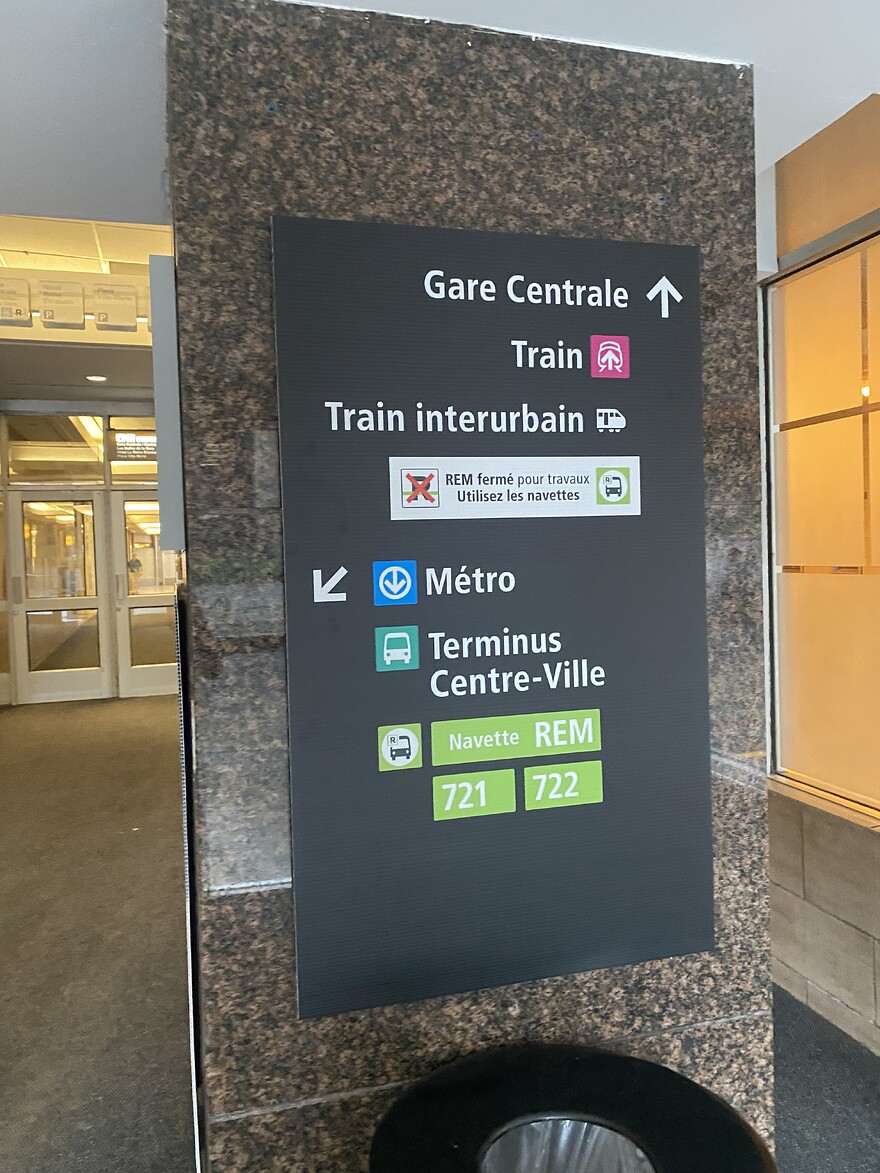 Gare Centrale
Train
Train interurbain
REM fermé pour travaux
Utilisez les navettes
Métro
Terminus
Centre-Ville
R
Navette REM
721 722
R
P
P